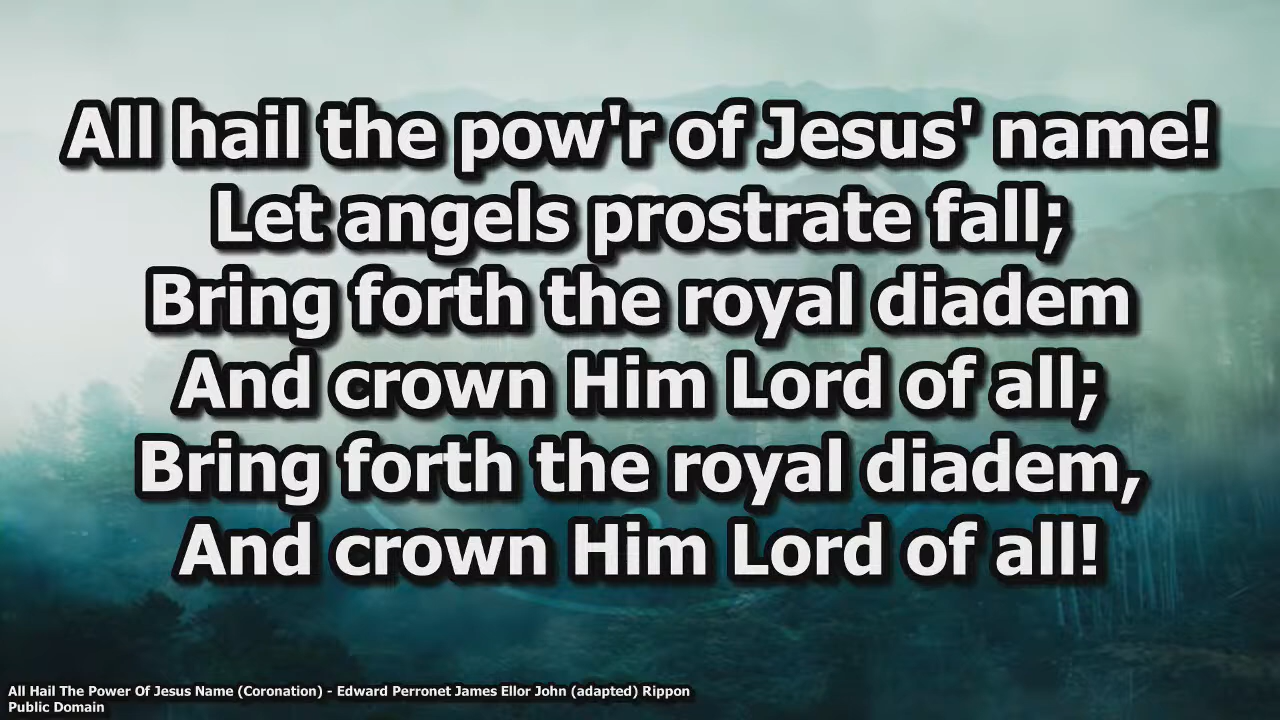 All hail the pow'r of Jesus' name!
Let angels prostrate fall;
Bring forth the royal diadem
And crown Him Lord of all;
Bring forth the royal diadem,
And crown Him Lord of all!
All Hail The Power Of Jesus Name (Coronation) - Edward Perronet James Ellor John (adapted) Rippon
Public Domain